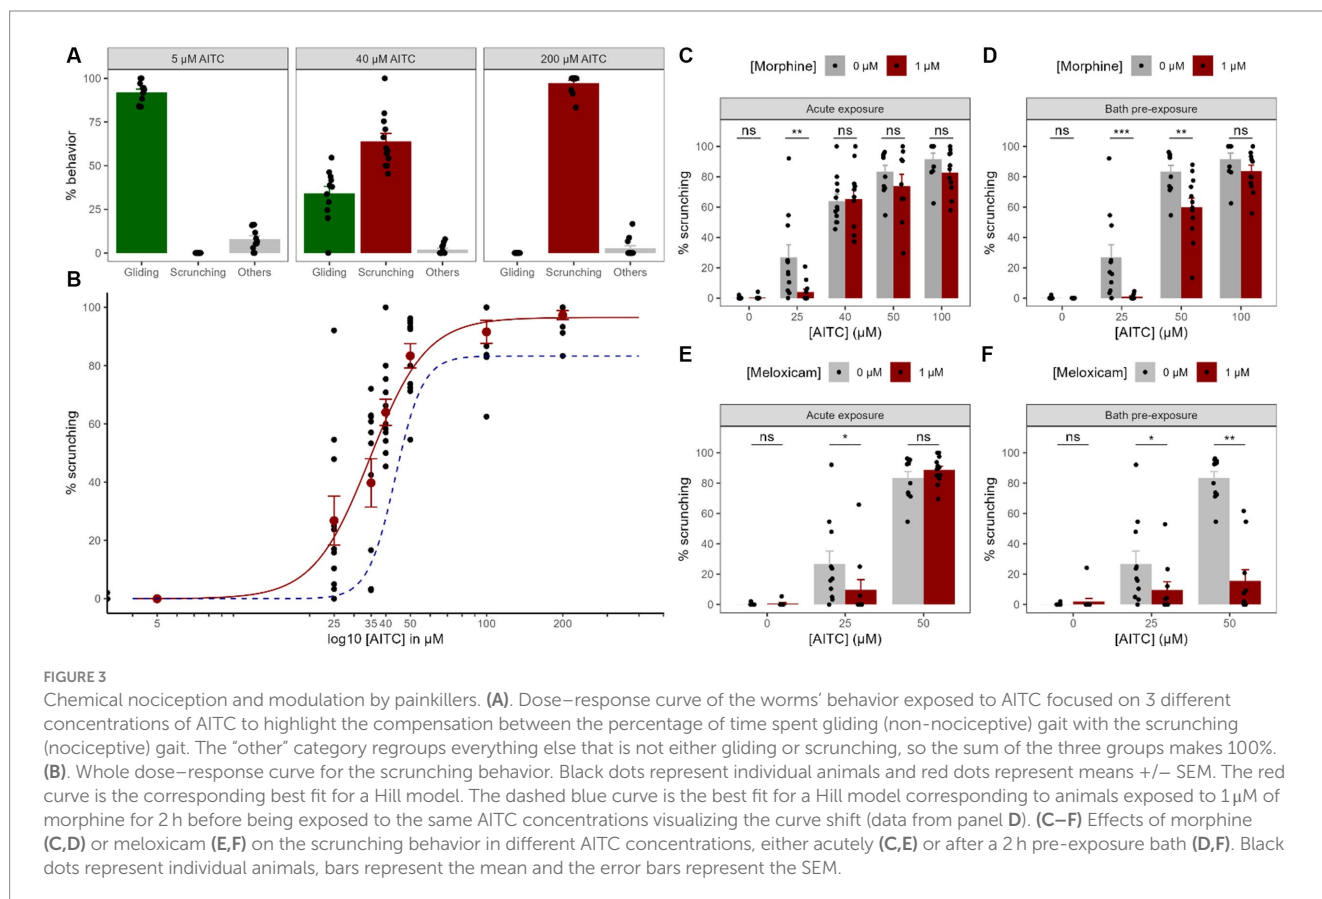 A
5 µM AITC
40 µM AITC
200 µM AITC
% behavior
100
75
50
25
0
Gliding
Scrunching
Others
Gliding
Scrunching
Others
Gliding
Scrunching
Others
B
% scrunching
100
80
60
40
20
0
5
25
35
40
50
100
200
log10 [AITC] in µM
C
[Morphine] 0 µM 1 µM
Acute exposure
ns ** ns ns ns
% scrunching
100
80
60
40
20
0
0 25 40 50 100
[AITC] (µM)
D
[Morphine] 0 µM 1 µM
Bath pre-exposure
ns *** ** ns
% scrunching
100
80
60
40
20
0
0 25 50 100
[AITC] (µM)
E
[Meloxicam] 0 µM 1 µM
Acute exposure
ns * ns
% scrunching
100
80
60
40
20
0
0 25 50
[AITC] (µM)
F
[Meloxicam] 0 µM 1 µM
Bath pre-exposure
ns * **
% scrunching
100
80
60
40
20
0
0 25 50
[AITC] (µM)
FIGURE 3
Chemical nociception and modulation by painkillers. (A). Dose–response curve of the worms’ behavior exposed to AITC focused on 3 different
concentrations of AITC to highlight the compensation between the percentage of time spent gliding (non-nociceptive) gait with the scrunching
(nociceptive) gait. The “other” category regroups everything else that is not either gliding or scrunching, so the sum of the three groups makes 100%.
(B). Whole dose–response curve for the scrunching behavior. Black dots represent individual animals and red dots represent means +/− SEM. The red
curve is the corresponding best fit for a Hill model. The dashed blue curve is the best fit for a Hill model corresponding to animals exposed to 1 µM of
morphine for 2 h before being exposed to the same AITC concentrations visualizing the curve shift (data from panel D). (C–F) Effects of morphine
(C,D) or meloxicam (E,F) on the scrunching behavior in different AITC concentrations, either acutely (C,E) or after a 2 h pre-exposure bath (D,F). Black
dots represent individual animals, bars represent the mean and the error bars represent the SEM.